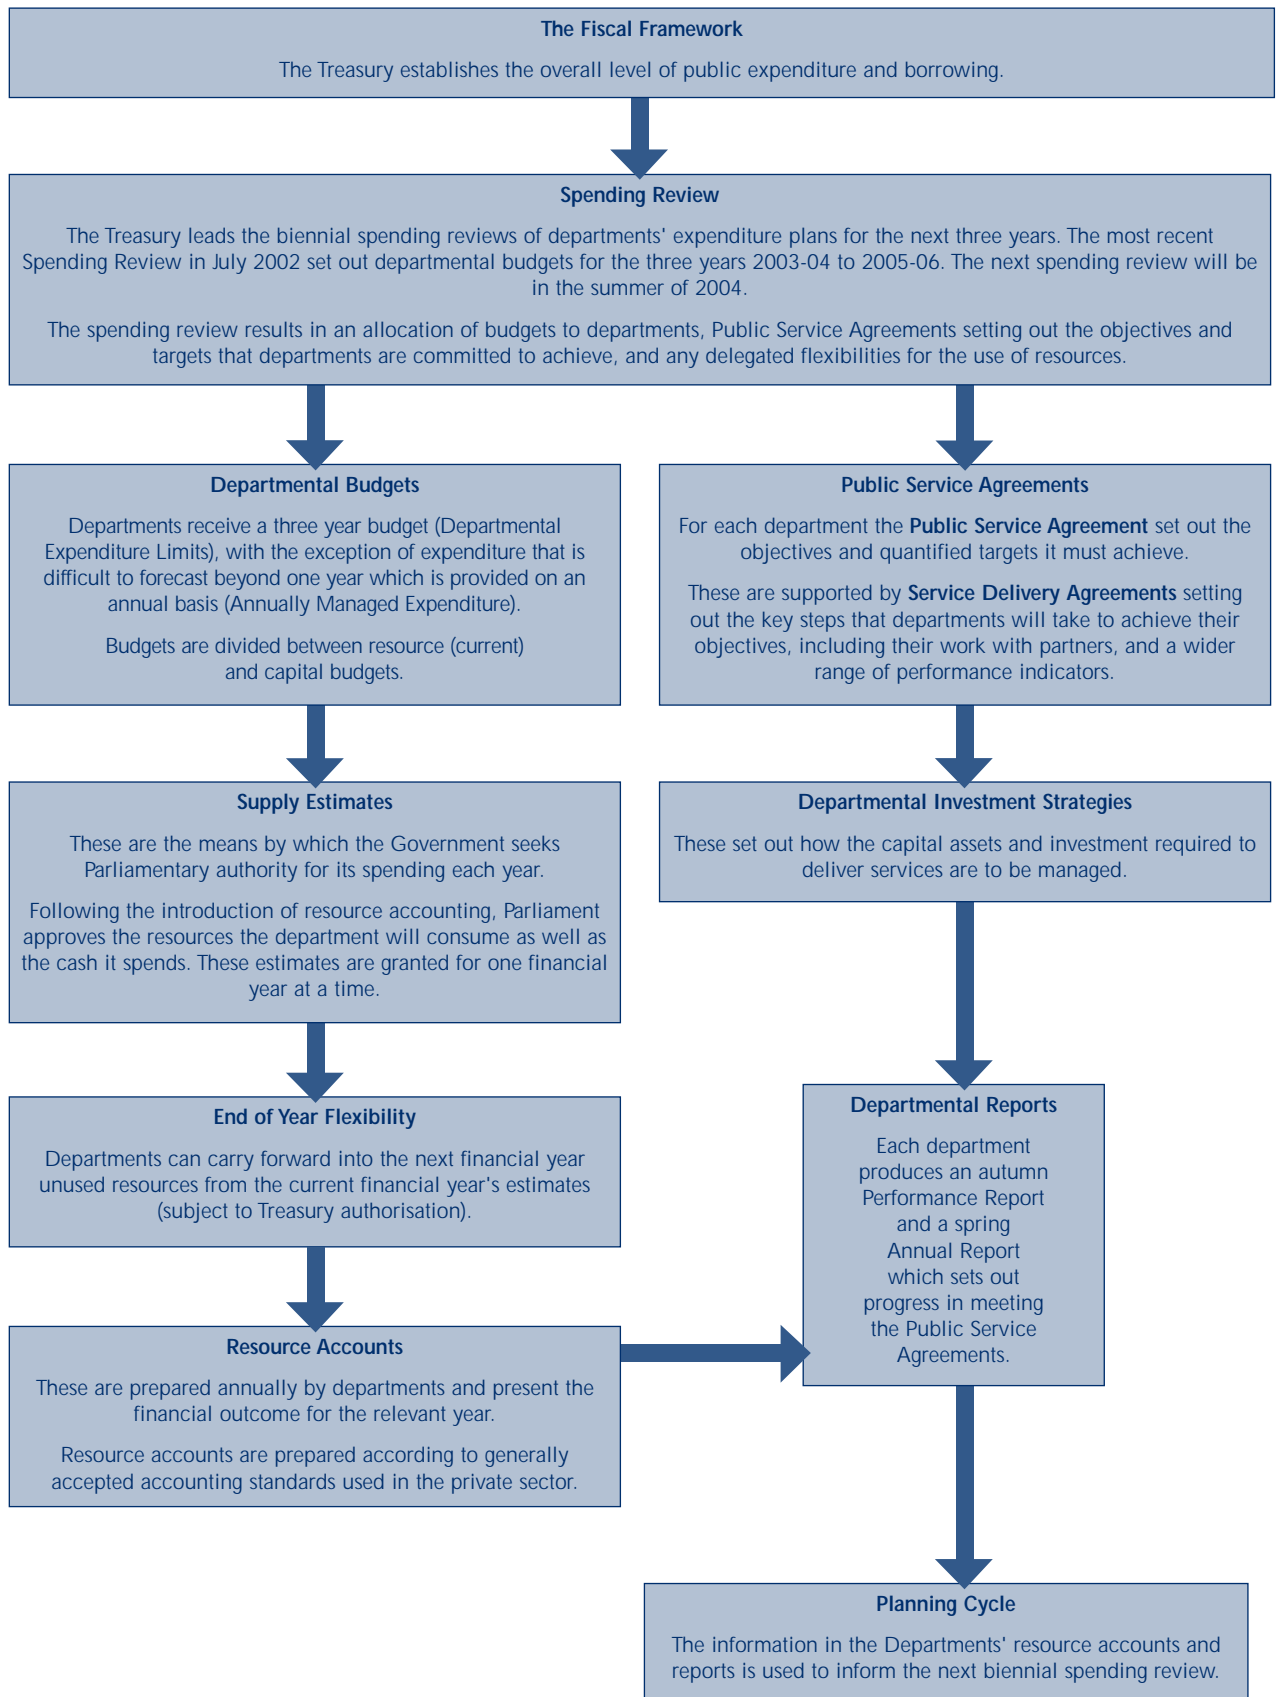 The Fiscal Framework
The Treasury establishes the overall level of public expenditure and borrowing.
Spending Review
The Treasury leads the biennial spending reviews of departments' expenditure plans for the next three years. The most recent
Spending Review in July 2002 set out departmental budgets for the three years 2003-04 to 2005-06. The next spending review will be
in the summer of 2004.
The spending review results in an allocation of budgets to departments, Public Service Agreements setting out the objectives and
targets that departments are committed to achieve, and any delegated flexibilities for the use of resources.
Departmental Budgets
Departments receive a three year budget (Departmental
Expenditure Limits), with the exception of expenditure that is
difficult to forecast beyond one year which is provided on an
annual basis (Annually Managed Expenditure).
Budgets are divided between resource (current)
and capital budgets.
Public Service Agreements
For each department the Public Service Agreement set out the
objectives and quantified targets it must achieve.
These are supported by Service Delivery Agreements setting
out the key steps that departments will take to achieve their
objectives, including their work with partners, and a wider
range of performance indicators.
Supply Estimates
These are the means by which the Government seeks
Parliamentary authority for its spending each year.
Following the introduction of resource accounting, Parliament
approves the resources the department will consume as well as
the cash it spends. These estimates are granted for one financial
year at a time.
Departmental Investment Strategies
These set out how the capital assets and investment required to
deliver services are to be managed.
End of Year Flexibility
Departments can carry forward into the next financial year
unused resources from the current financial year's estimates
(subject to Treasury authorisation).
Departmental Reports
Each department
produces an autumn
Performance Report
and a spring
Annual Report
which sets out
progress in meeting
the Public Service
Agreements.
Resource Accounts
These are prepared annually by departments and present the
financial outcome for the relevant year.
Resource accounts are prepared according to generally
accepted accounting standards used in the private sector.
Planning Cycle
The information in the Departments' resource accounts and
reports is used to inform the next biennial spending review.